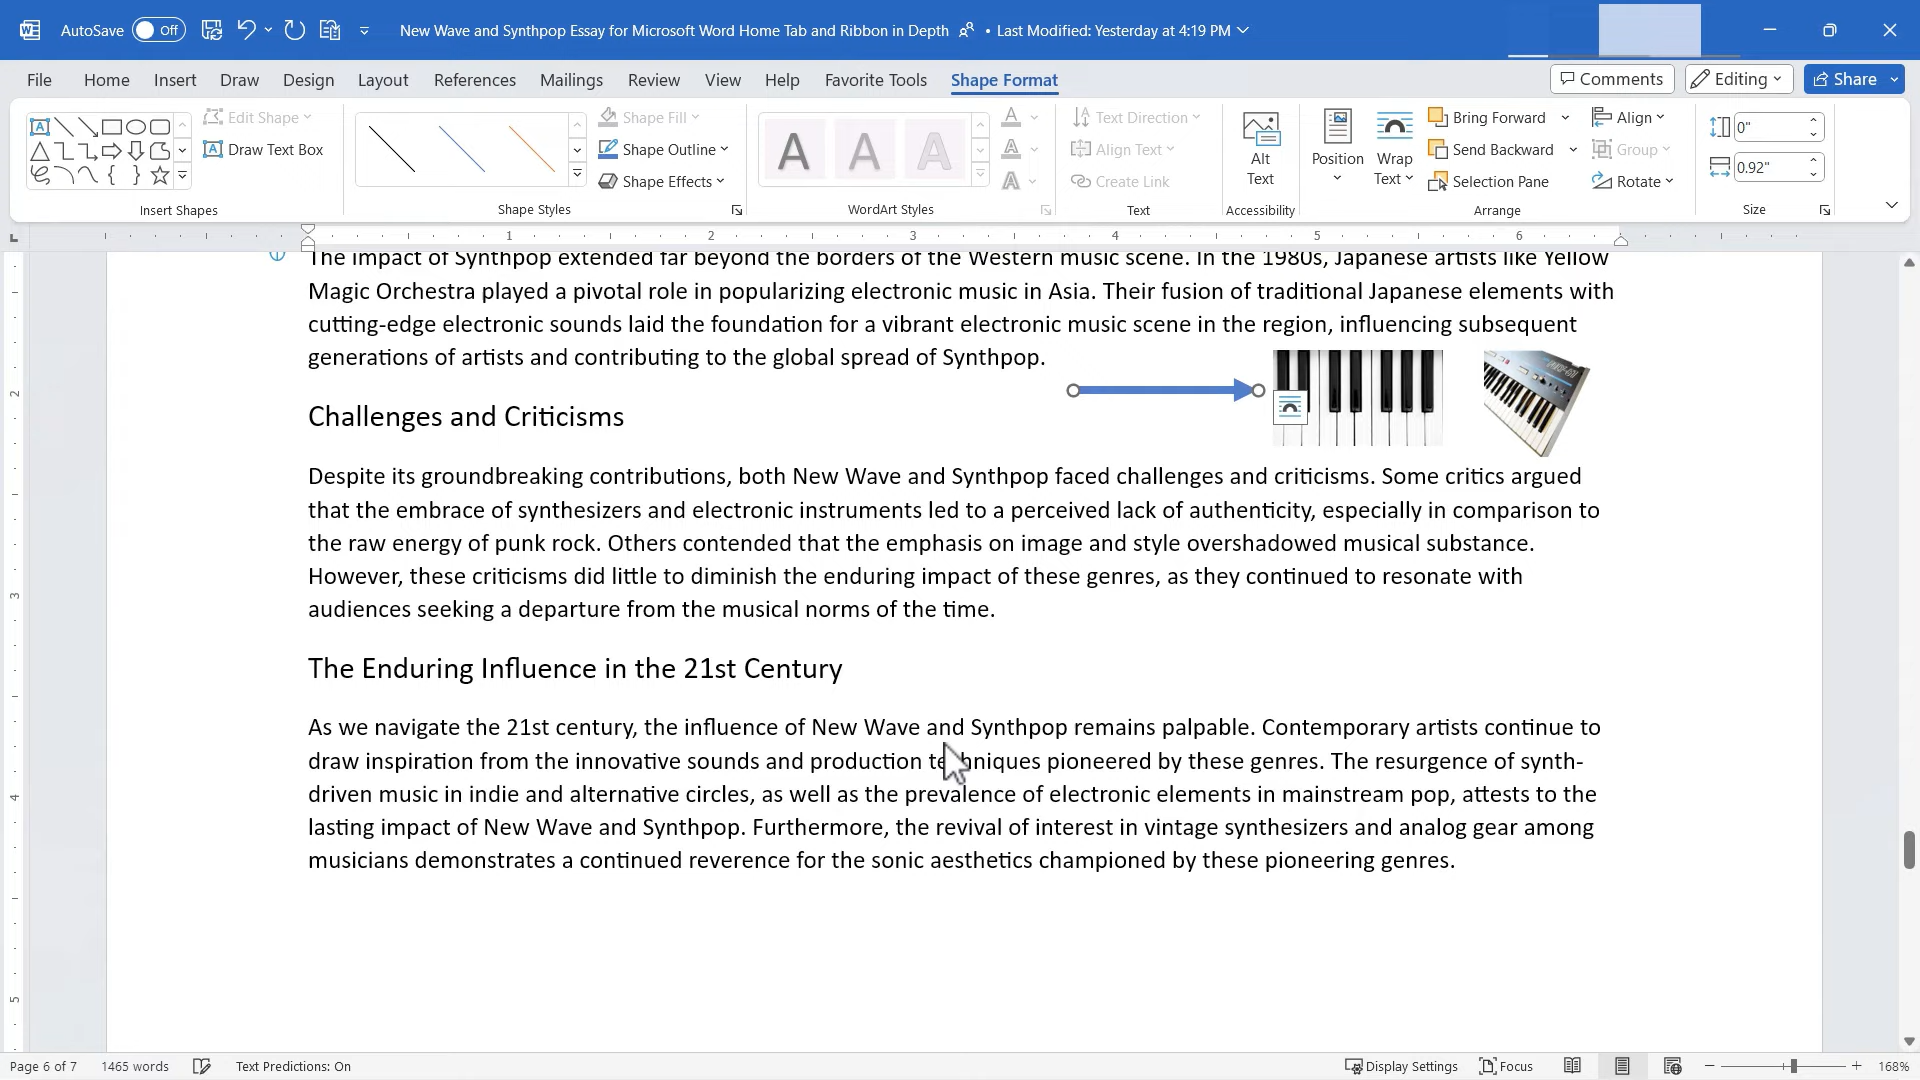 AutoSave Off New Wave and Synthpop Essay for Microsoft Word Home Tab and Ribbon in Depth • Last Modified: Yesterday at 4:19 PM
File Home Insert Draw Design Layout References Mailings Review View Help Favorite Tools Shape Format Comments Editing Share
Edit Shape
Draw Text Box
Insert Shapes
Shape Fill
Shape Outline
Shape Effects
Shape Styles
A A A
WordArt Styles
A
A
A
Text Direction
Align Text
Create Link
Text
Alt
Text
Accessibility
Position
Wrap
Text
Bring Forward
Send Backward
Selection Pane
Align
Group
Rotate
Arrange
0"
0.92"
Size
1 2 3 4 5 6
The impact of Synthpop extended far beyond the borders of the Western music scene. In the 1980s, Japanese artists like Yellow
Magic Orchestra played a pivotal role in popularizing electronic music in Asia. Their fusion of traditional Japanese elements with
cutting-edge electronic sounds laid the foundation for a vibrant electronic music scene in the region, influencing subsequent
generations of artists and contributing to the global spread of Synthpop.
Challenges and Criticisms
Despite its groundbreaking contributions, both New Wave and Synthpop faced challenges and criticisms. Some critics argued
that the embrace of synthesizers and electronic instruments led to a perceived lack of authenticity, especially in comparison to
the raw energy of punk rock. Others contended that the emphasis on image and style overshadowed musical substance.
However, these criticisms did little to diminish the enduring impact of these genres, as they continued to resonate with
audiences seeking a departure from the musical norms of the time.
The Enduring Influence in the 21st Century
As we navigate the 21st century, the influence of New Wave and Synthpop remains palpable. Contemporary artists continue to
draw inspiration from the innovative sounds and production techniques pioneered by these genres. The resurgence of synth-
driven music in indie and alternative circles, as well as the prevalence of electronic elements in mainstream pop, attests to the
lasting impact of New Wave and Synthpop. Furthermore, the revival of interest in vintage synthesizers and analog gear among
musicians demonstrates a continued reverence for the sonic aesthetics championed by these pioneering genres.
2
3
4
5
Page 6 of 7 1465 words Text Predictions: On Display Settings Focus 168%